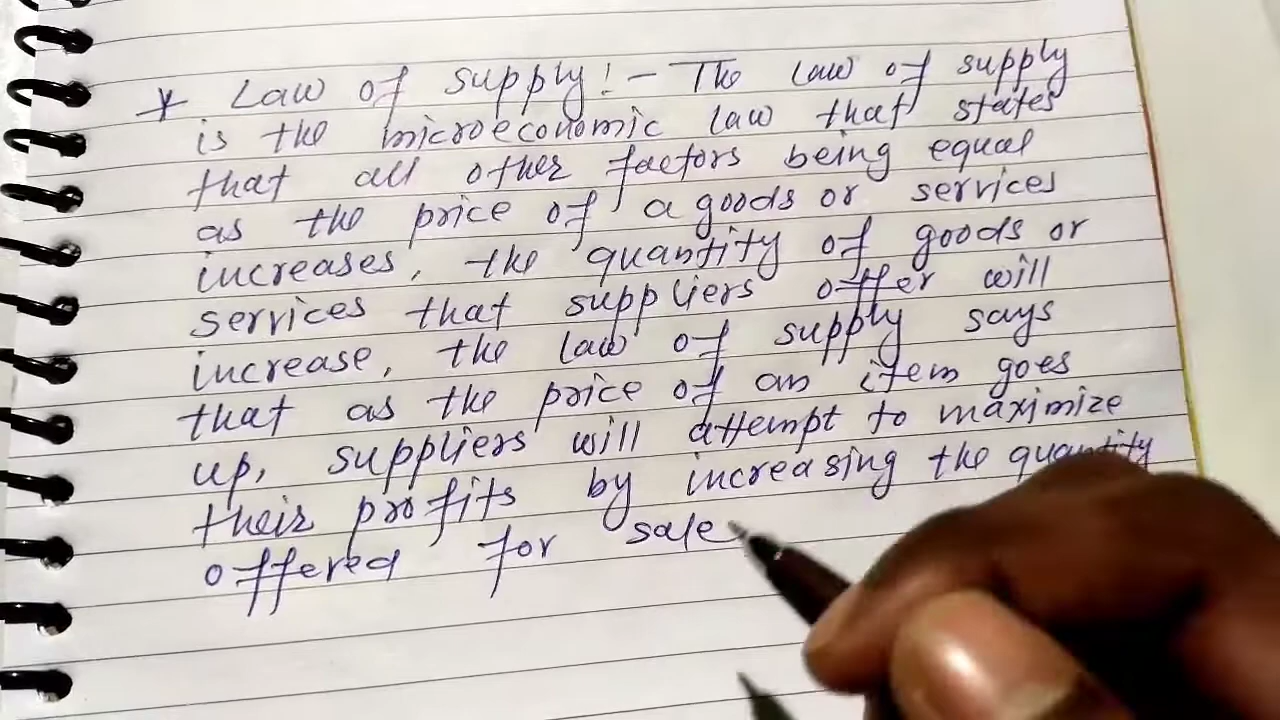 * Law of supply! - The law of supply
is the microeconomic law that states
that all other factors being equal
as the price of a goods or services
increases, the quantity of goods or
services that suppliers offer will
increase, the law of supply says
that as the price of an item goes
up, suppliers will attempt to maximize
their profits by increasing the quantity
offered for sale